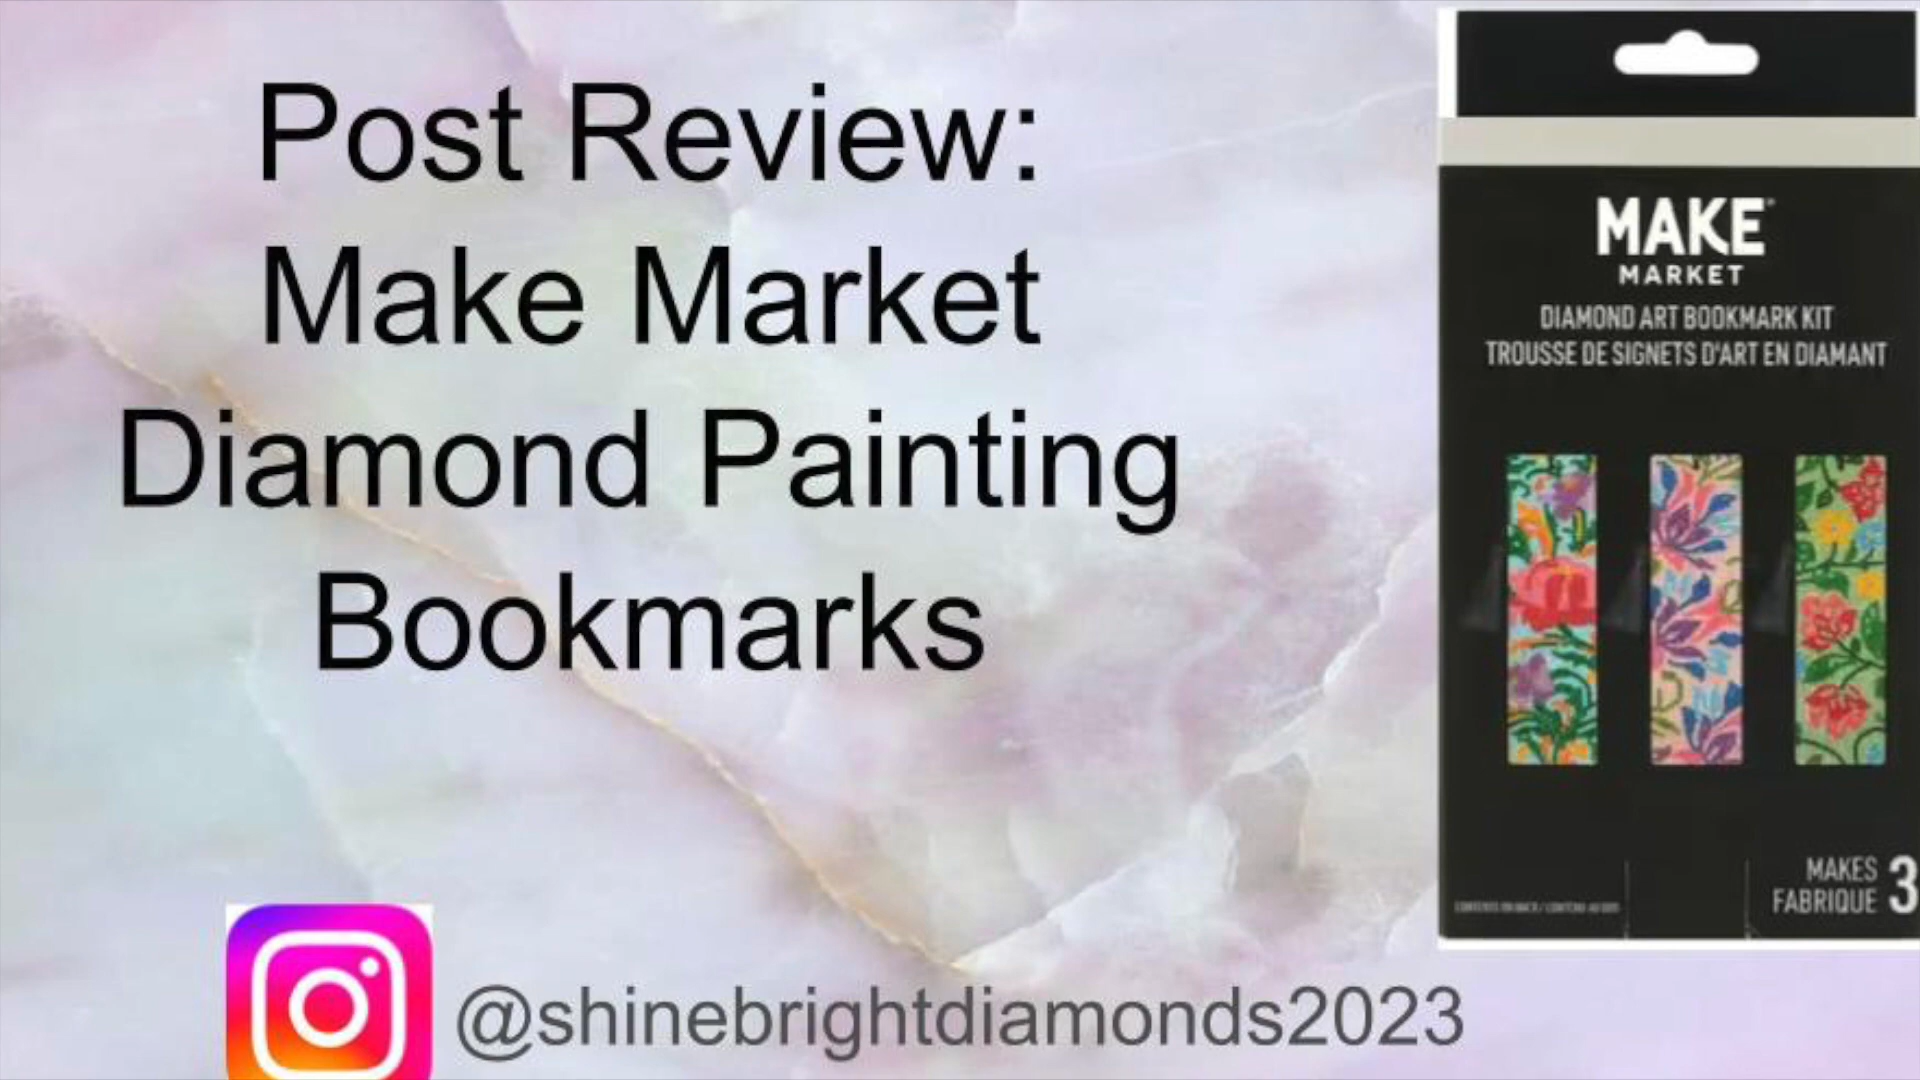 Post Review:
Make Market
Diamond Painting
Bookmarks
@shinebrightdiamonds2023
MAKE
MARKET
DIAMOND ART BOOKMARK KIT
TROUSSE DE SIGNETS D'ART EN DIAMANT
MAKES
FABRIQUE 3